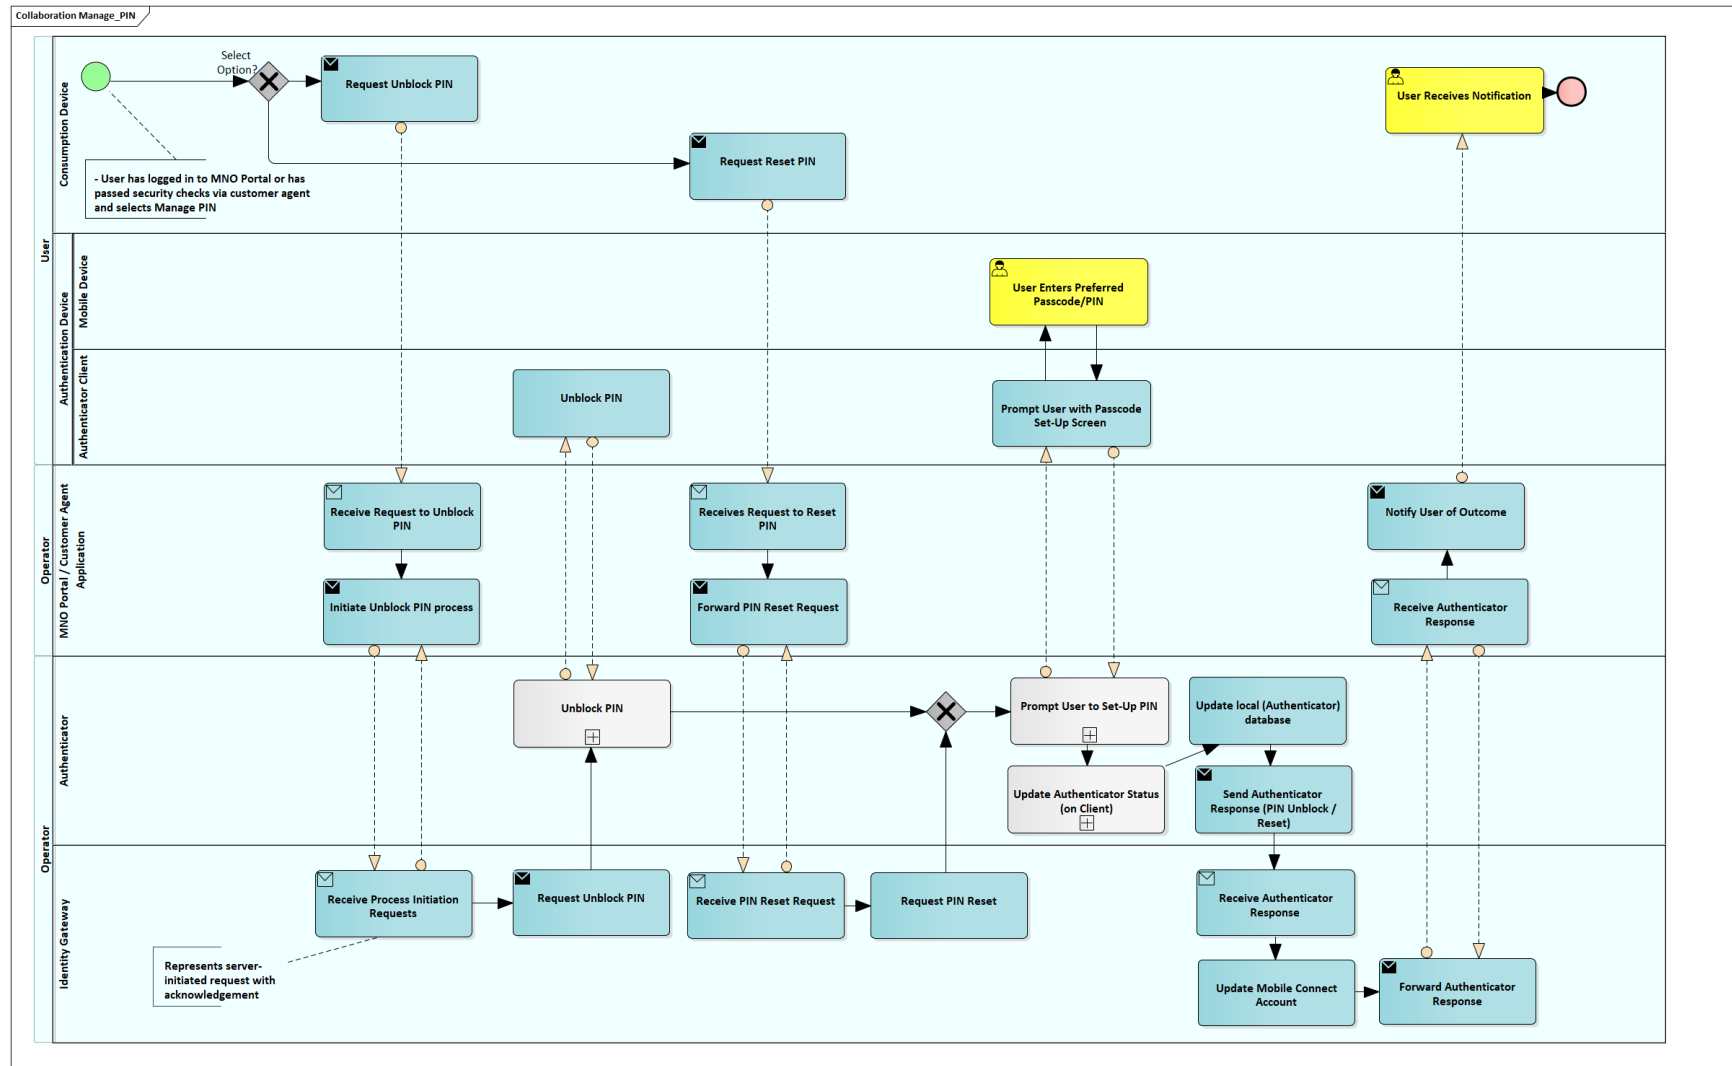 Collaboration Manage_PIN
Select
Option?
Request Unblock PIN
User Receives Notification
Consumption Device
Request Reset PIN
- User has logged in to MNO Portal or has
passed security checks via customer agent
and selects Manage PIN
User
Authentication Device
Mobile Device
User Enters Preferred
Passcode/PIN
Authenticator Client
Unblock PIN
Prompt User with Passcode
Set-Up Screen
Operator
MNO Portal / Customer Agent
Application
Receive Request to Unblock
PIN
Receives Request to Reset
PIN
Notify User of Outcome
Initiate Unblock PIN process
Forward PIN Reset Request
Receive Authenticator
Response
Operator
Authenticator
Unblock PIN
Prompt User to Set-Up PIN
Update local (Authenticator)
database
Update Authenticator Status
(on Client)
Send Authenticator
Response (PIN Unblock /
Reset)
Identity Gateway
Receive Process Initiation
Requests
Request Unblock PIN
Receive PIN Reset Request
Request PIN Reset
Receive Authenticator
Response
Represents server-
initiated request with
acknowledgement
Update Mobile Connect
Account
Forward Authenticator
Response